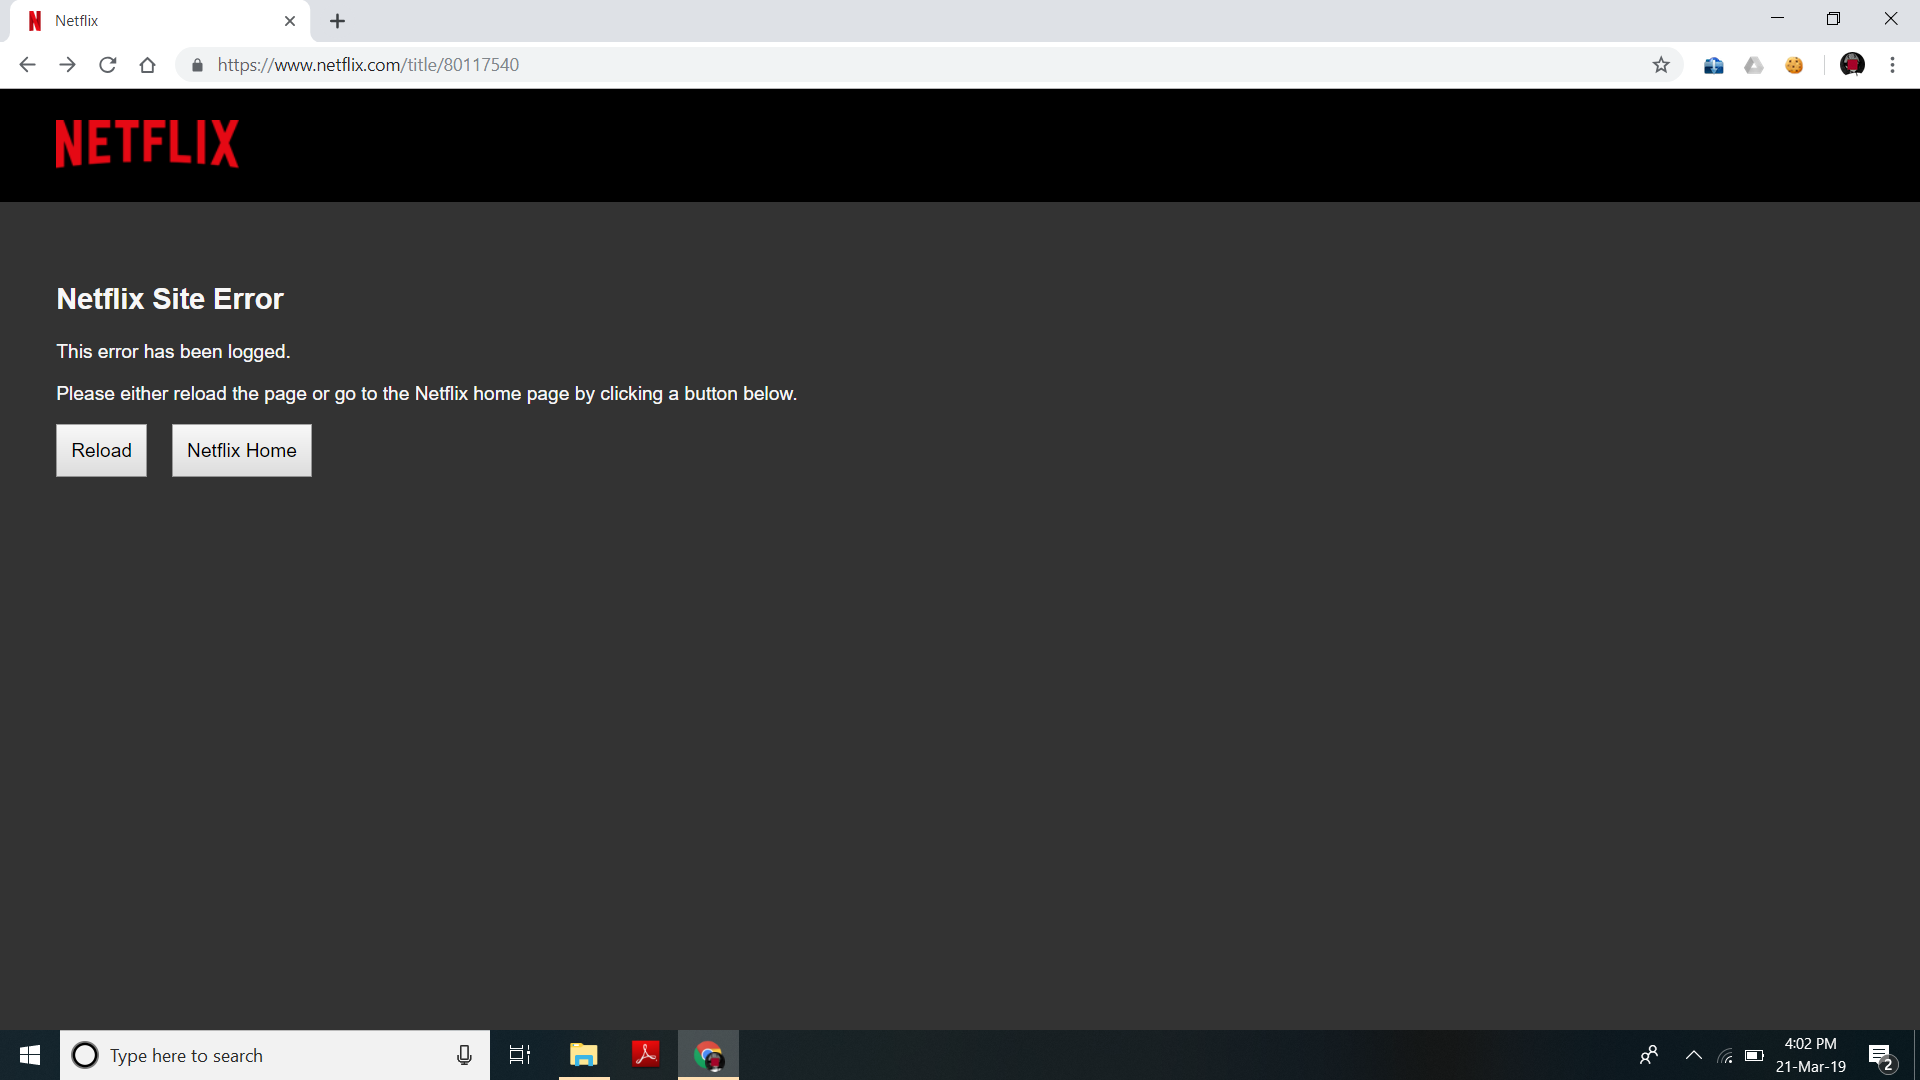 Netflix
https://www.netflix.com/title/80117540
NETFLIX
Netflix Site Error
This error has been logged.
Please either reload the page or go to the Netflix home page by clicking a button below.
Reload
Netflix Home
Type here to search
4:02 PM
21-Mar-19
2